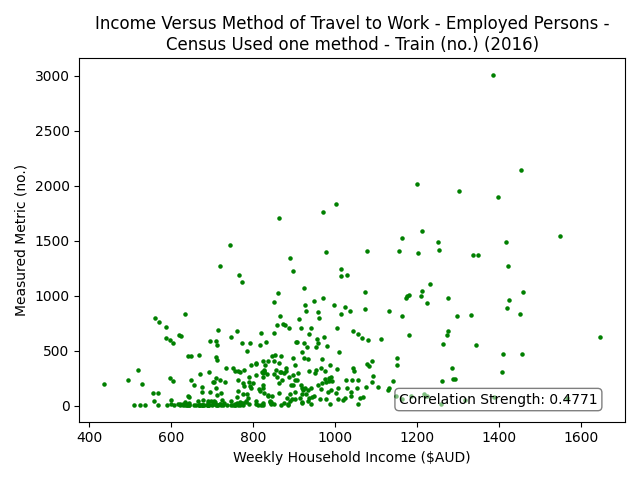 Income Versus Method of Travel to Work - Employed Persons -
Census Used one method - Train (no.) (2016)
Measured Metric (no.)
3000
2500
2000
1500
1000
500
0
Correlation Strength: 0.4771
400 600 800 1000 1200 1400 1600
Weekly Household Income ($AUD)